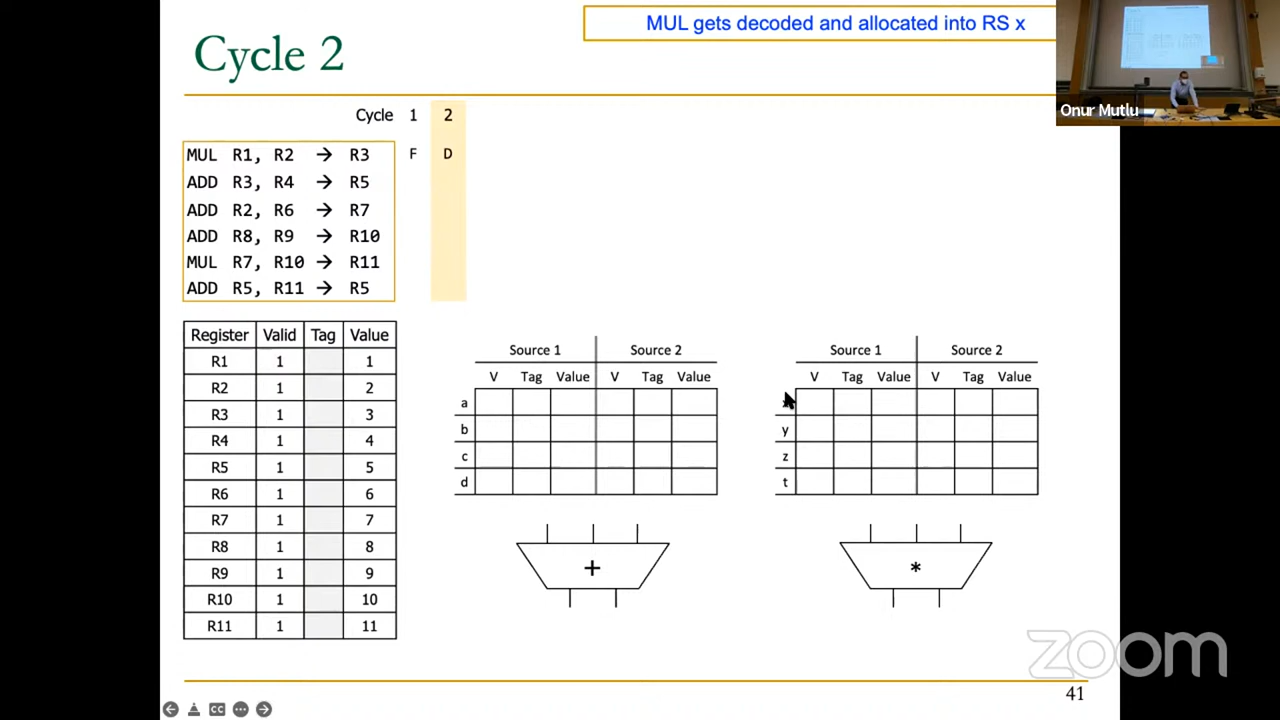 MUL gets decoded and allocated into RS x
Cycle 2
Onur Mutlu
Cycle 1 2
MUL R1, R2 → R3 F D
ADD R3, R4 → R5
ADD R2, R6 → R7
ADD R8, R9 → R10
MUL R7, R10 → R11
ADD R5, R11 → R5
Register Valid Tag Value
R1 1 1
R2 1 2
R3 1 3
R4 1 4
R5 1 5
R6 1 6
R7 1 7
R8 1 8
R9 1 9
R10 1 10
R11 1 11
Source 1 Source 2
V Tag Value V Tag Value
a
b
c
d
+
Source 1 Source 2
V Tag Value V Tag Value
y
z
t
*
zoom
CC
41